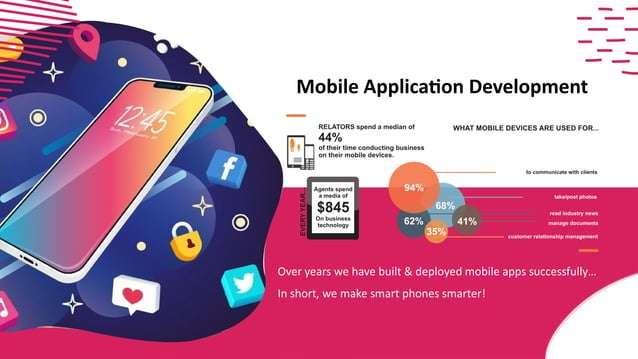 Mobile Application Development
12:45
RELATORS spend a median of
44%
of their time conducting business
on their mobile devices.
EVERY YEAR...
Agents spend
a media of
$845
On business
technology
WHAT MOBILE DEVICES ARE USED FOR...
94%
68%
62%
41%
35%
to communicate with clients
take/post photos
read industry news
manage documents
customer relationship management
Over years we have built & deployed mobile apps successfully...
In short, we make smart phones smarter!